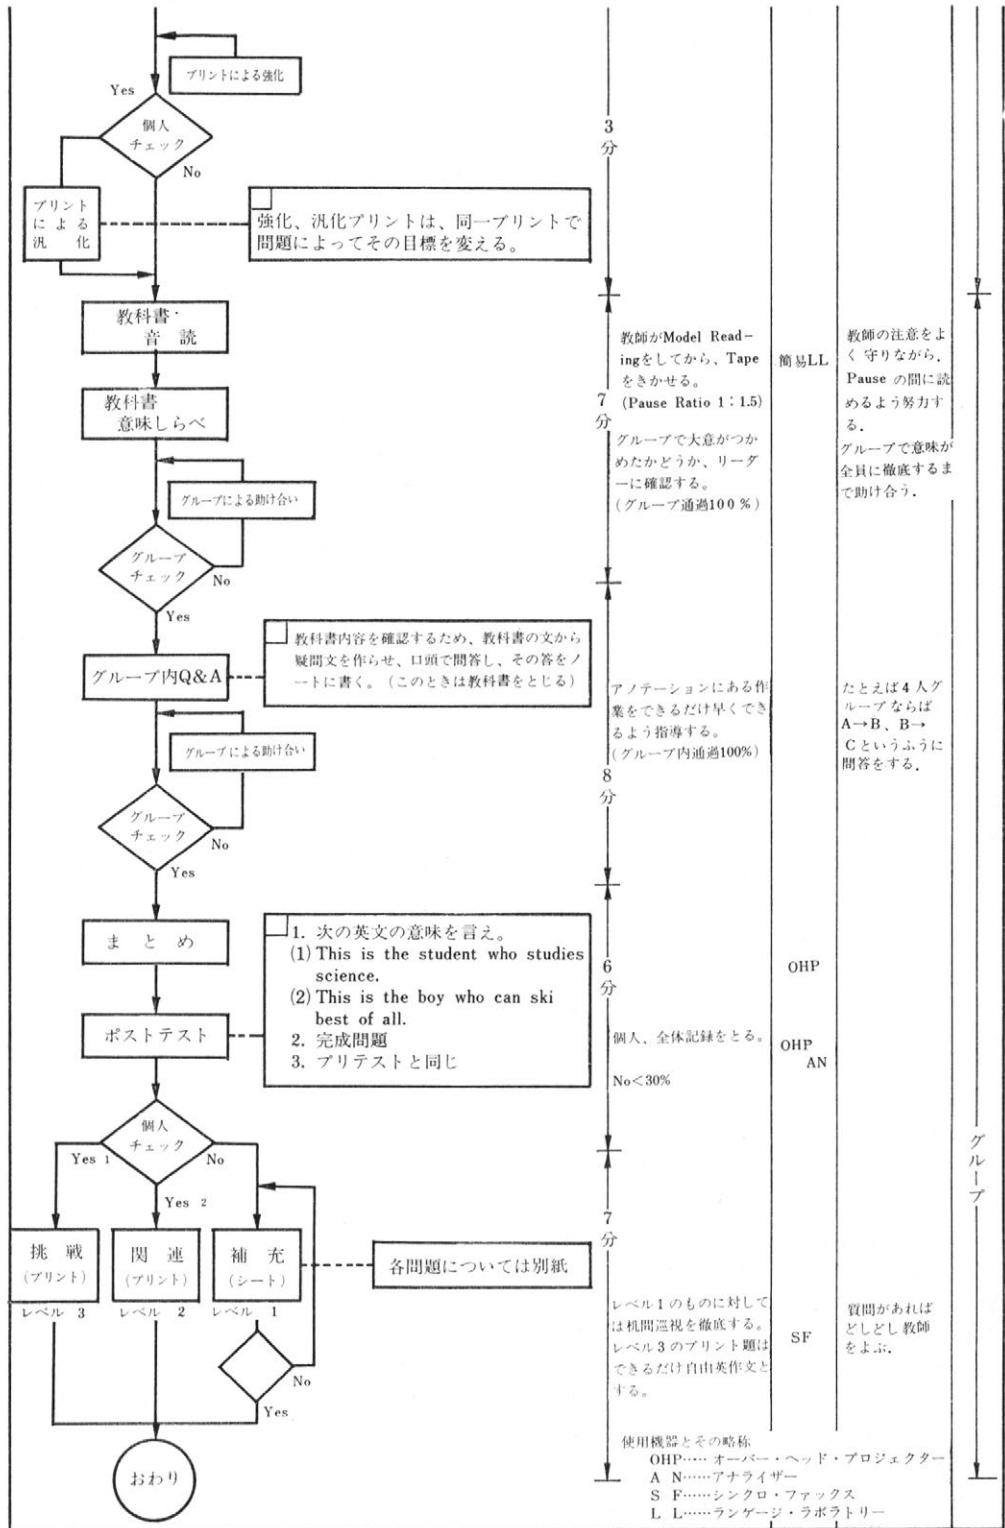 プリントによる強化
Yes
個人
チェック
No
プリント
による
汎　化
強化、汎化プリントは、同一プリントで
問題によってその目標を変える。
3
分
教科書・
音　読
教科書
意味しらべ
グループによる助け合い
グループ
チェック
No
Yes
7
分
教師がModel Read-
ingをしてから、Tape
をきかせる。
(Pause Ratio 1：1.5)
グループで大意がつか
めたかどうか、リーダ
ーに確認する。
(グループ通過100％)
簡易LL
教師の注意をよ
く守りながら．
Pause の間に読
めるよう努力す
る．
グループで意味が
全員に徹底するま
で助け合う．
グループ内Q&A
教科書内容を確認するため、教科書の文から
疑問文を作らせ、口頭で問答し、その答をノ
ートに書く。(このときは教科書をとじる)
グループによる助け合い
グループ
チェック
No
Yes
8
分
アノテーションにある作
業をできるだけ早くでき
るよう指導する。
(グループ内通過100%)
たとえば4人グ
ループならば
A→B、B→
Cというふうに
問答をする．
まとめ
ポストテスト
1. 次の英文の意味を言え。
(1) This is the student who studies
science.
(2) This is the boy who can ski
best of all.
2. 完成問題
3. プリテストと同じ
6
分
OHP
個人、全体記録をとる。
No<30%
OHP
AN
個人
チェック
Yes 1
No
Yes 2
グループ
挑　戦
(プリント)
レベル 3
関　連
(プリント)
レベル 2
補　充
(シート)
レベル 1
各問題については別紙
7
分
No
Yes
レベル1のものに対して
は机間巡視を徹底する。
レベル3のプリント題は
できるだけ自由英作文と
する。
SF
質問があれば
どしどし教師
をよぶ．
おわり
使用機器とその略称
OHP……オーバー・ヘッド・プロジェクター
A N……アナライザー
S F……シンクロ・ファックス
L L……ランゲージ・ラボラトリー